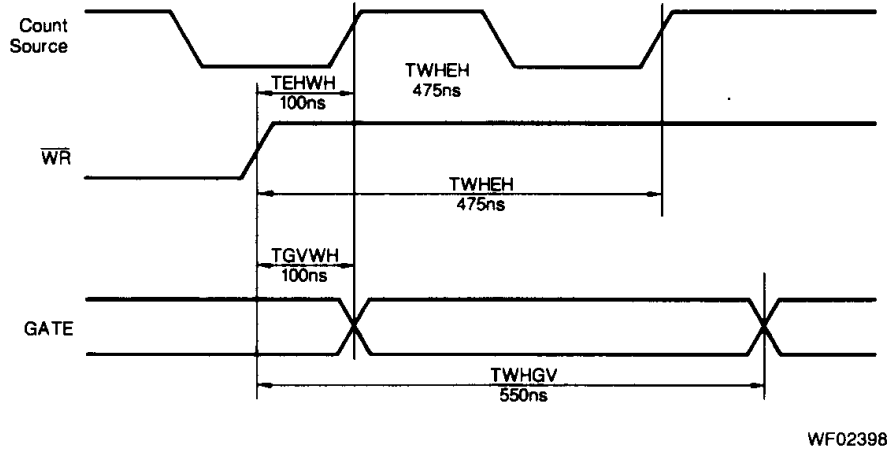 Count
Source
TEHWH
100ns
TWHEH
475ns
WR
TWHEH
475ns
TGVWH
100ns
GATE
TWHGV
550ns
WF02398